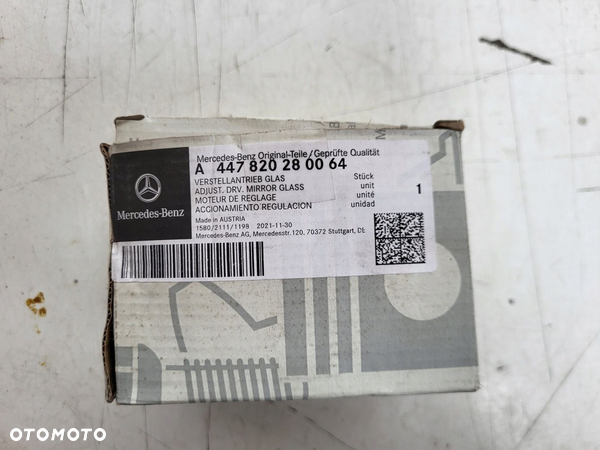 Mercedes-Benz Original-Teile/Geprüfte Qualität
A 447 820 28 00 64
VERSTELLANTRIEB GLAS
ADJUST. DRV. MIRROR GLASS
MOTEUR DE REGLAGE
ACCIONAMIENTO REGULACION
Stück
unit
unité
unidad
1
Made in AUSTRIA
1580/2111/1198 2021-11-30
Mercedes-Benz AG, Mercedesstr.120, 70372 Stuttgart, DE
Mercedes-Benz
OTOMOTO